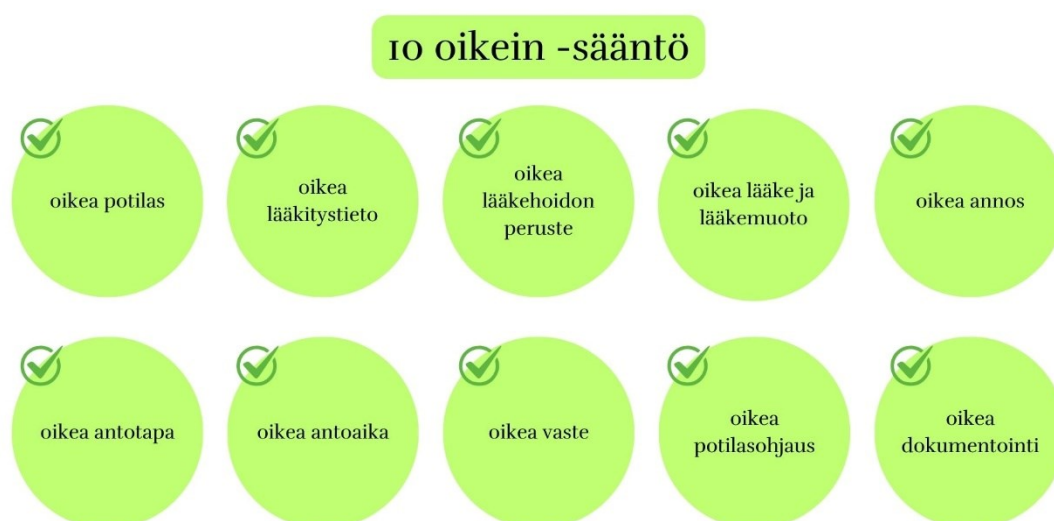 10 oikein -sääntö
oikea potilas
oikea
lääkitystieto
oikea
lääkehoidon
peruste
oikea lääke ja
lääkemuoto
oikea annos
oikea antotapa
oikea antoaika
oikea vaste
oikea
potilasohjaus
oikea
dokumentointi